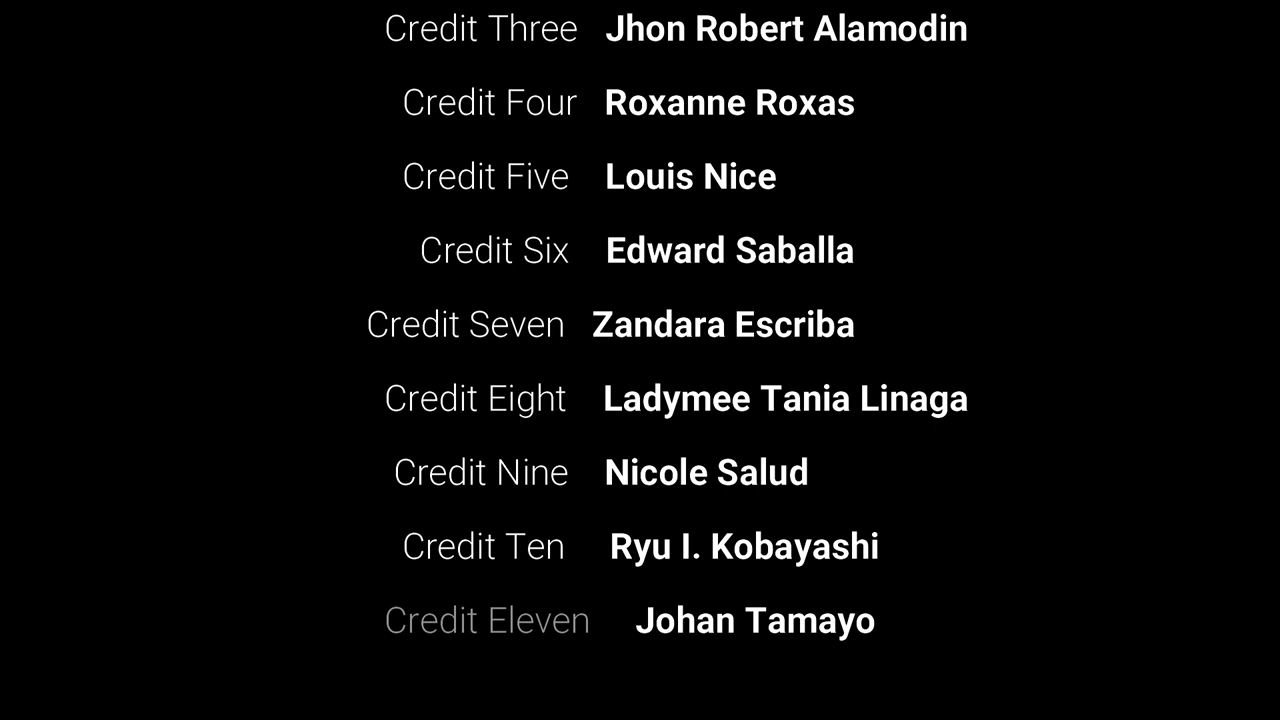 Credit Three Jhon Robert Alamodin
Credit Four Roxanne Roxas
Credit Five Louis Nice
Credit Six Edward Saballa
Credit Seven Zandara Escriba
Credit Eight Ladymee Tania Linaga
Credit Nine Nicole Salud
Credit Ten Ryu I. Kobayashi
Credit Eleven Johan Tamayo